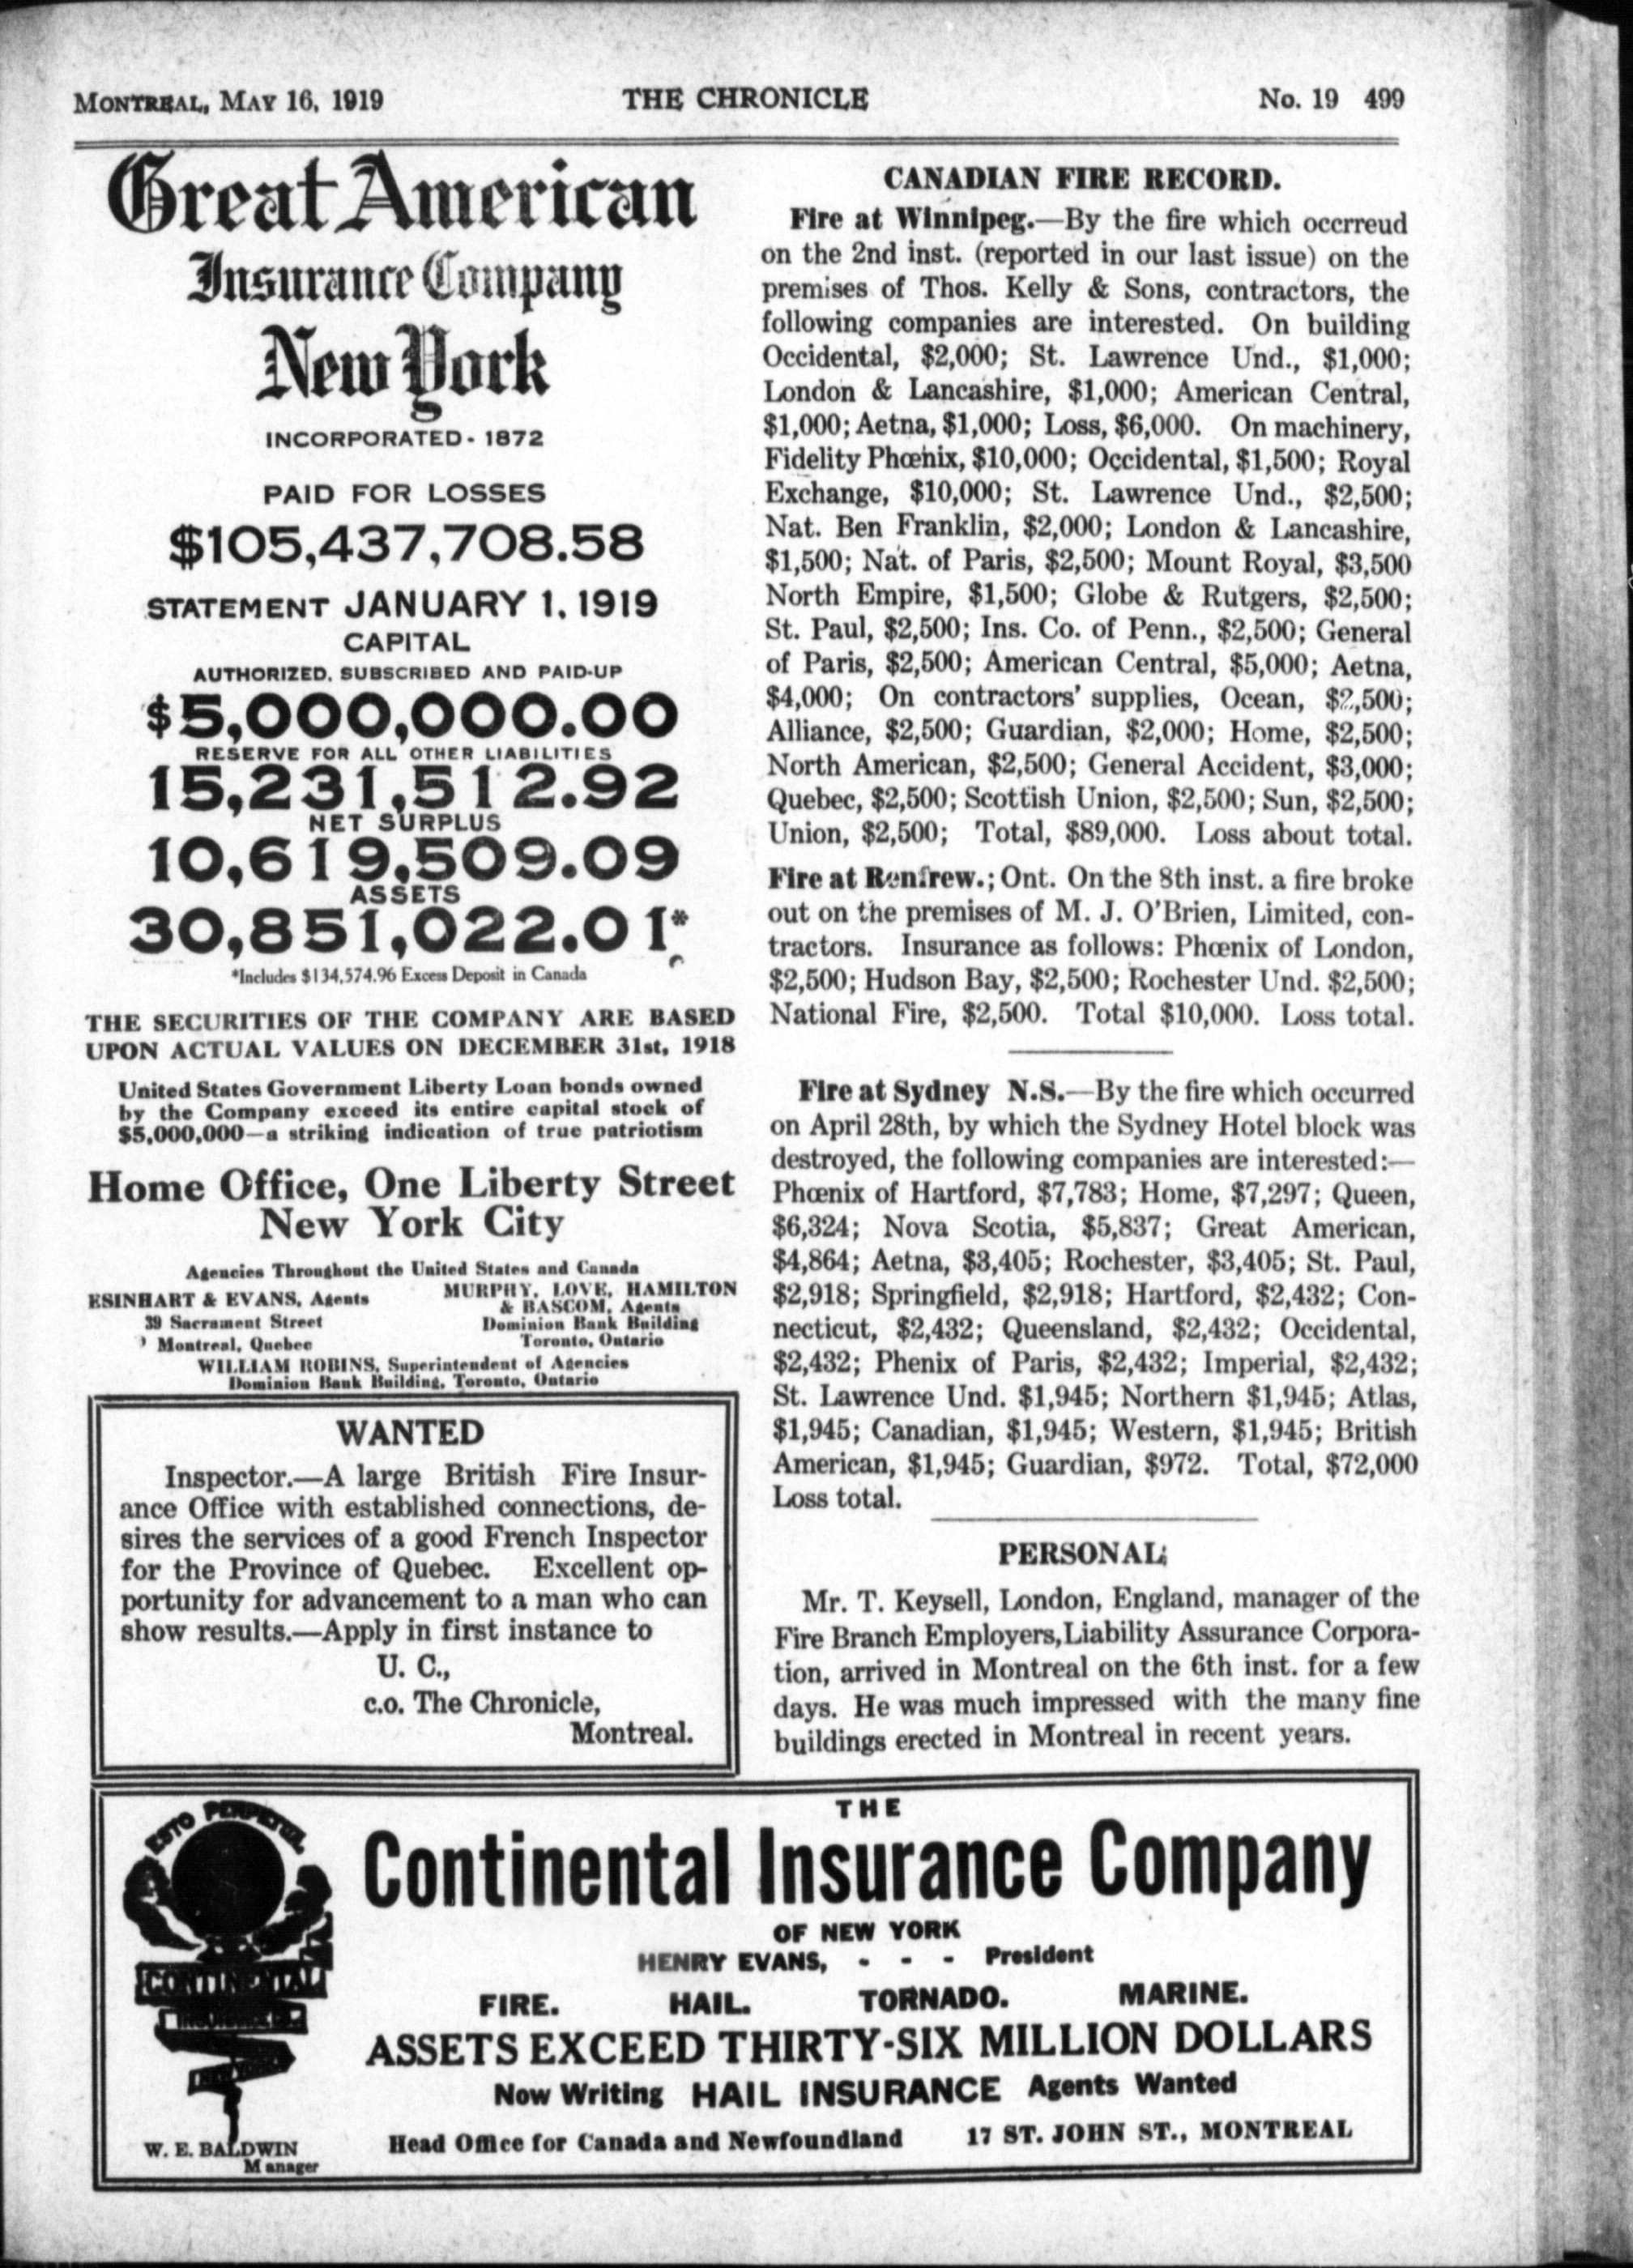 MONTREAL, MAY 16, 1919 THE CHRONICLE No. 19 499
Great American
Insurance Company
New York
INCORPORATED - 1872
PAID FOR LOSSES
$105,437,708.58
STATEMENT JANUARY 1, 1919
CAPITAL
AUTHORIZED, SUBSCRIBED AND PAID-UP
$5,000,000.00
RESERVE FOR ALL OTHER LIABILITIES
15,231,512.92
NET SURPLUS
10,619,509.09
ASSETS
30,851,022.01*
*Includes $134,574.96 Excess Deposit in Canada
THE SECURITIES OF THE COMPANY ARE BASED
UPON ACTUAL VALUES ON DECEMBER 31st, 1918
United States Government Liberty Loan bonds owned
by the Company exceed its entire capital stock of
$5,000,000—a striking indication of true patriotism
Home Office, One Liberty Street
New York City
Agencies Throughout the United States and Canada
ESINHART & EVANS, Agents
39 Sacrament Street
Montreal, Quebec
MURPHY, LOVE, HAMILTON
& BASCOM, Agents
Dominion Bank Building
Toronto, Ontario
WILLIAM ROBINS, Superintendent of Agencies
Dominion Bank Building, Toronto, Ontario
WANTED
Inspector.—A large British Fire Insur-
ance Office with established connections, de-
sires the services of a good French Inspector
for the Province of Quebec. Excellent op-
portunity for advancement to a man who can
show results.—Apply in first instance to
U. C.,
c.o. The Chronicle,
Montreal.
CANADIAN FIRE RECORD.
Fire at Winnipeg.—By the fire which occrreud
on the 2nd inst. (reported in our last issue) on the
premises of Thos. Kelly & Sons, contractors, the
following companies are interested. On building
Occidental, $2,000; St. Lawrence Und., $1,000;
London & Lancashire, $1,000; American Central,
$1,000; Aetna, $1,000; Loss, $6,000. On machinery,
Fidelity Phœnix, $10,000; Occidental, $1,500; Royal
Exchange, $10,000; St. Lawrence Und., $2,500;
Nat. Ben Franklin, $2,000; London & Lancashire,
$1,500; Nat. of Paris, $2,500; Mount Royal, $3,500
North Empire, $1,500; Globe & Rutgers, $2,500;
St. Paul, $2,500; Ins. Co. of Penn., $2,500; General
of Paris, $2,500; American Central, $5,000; Aetna,
$4,000; On contractors' supplies, Ocean, $2,500;
Alliance, $2,500; Guardian, $2,000; Home, $2,500;
North American, $2,500; General Accident, $3,000;
Quebec, $2,500; Scottish Union, $2,500; Sun, $2,500;
Union, $2,500; Total, $89,000. Loss about total.
Fire at Renfrew.; Ont. On the 8th inst. a fire broke
out on the premises of M. J. O'Brien, Limited, con-
tractors. Insurance as follows: Phœnix of London,
$2,500; Hudson Bay, $2,500; Rochester Und. $2,500;
National Fire, $2,500. Total $10,000. Loss total.
Fire at Sydney N.S.—By the fire which occurred
on April 28th, by which the Sydney Hotel block was
destroyed, the following companies are interested:—
Phœnix of Hartford, $7,783; Home, $7,297; Queen,
$6,324; Nova Scotia, $5,837; Great American,
$4,864; Aetna, $3,405; Rochester, $3,405; St. Paul,
$2,918; Springfield, $2,918; Hartford, $2,432; Con-
necticut, $2,432; Queensland, $2,432; Occidental,
$2,432; Phenix of Paris, $2,432; Imperial, $2,432;
St. Lawrence Und. $1,945; Northern $1,945; Atlas,
$1,945; Canadian, $1,945; Western, $1,945; British
American, $1,945; Guardian, $972. Total, $72,000
Loss total.
PERSONAL;
Mr. T. Keysell, London, England, manager of the
Fire Branch Employers, Liability Assurance Corpora-
tion, arrived in Montreal on the 6th inst. for a few
days. He was much impressed with the many fine
buildings erected in Montreal in recent years.
ESTO PERPETUA
CONTINENTAL
INSURANCE CO.
NEW YORK
W. E. BALDWIN
Manager
THE
Continental Insurance Company
OF NEW YORK
HENRY EVANS, - - - President
FIRE. HAIL. TORNADO. MARINE.
ASSETS EXCEED THIRTY-SIX MILLION DOLLARS
Now Writing HAIL INSURANCE Agents Wanted
Head Office for Canada and Newfoundland 17 ST. JOHN ST., MONTREAL